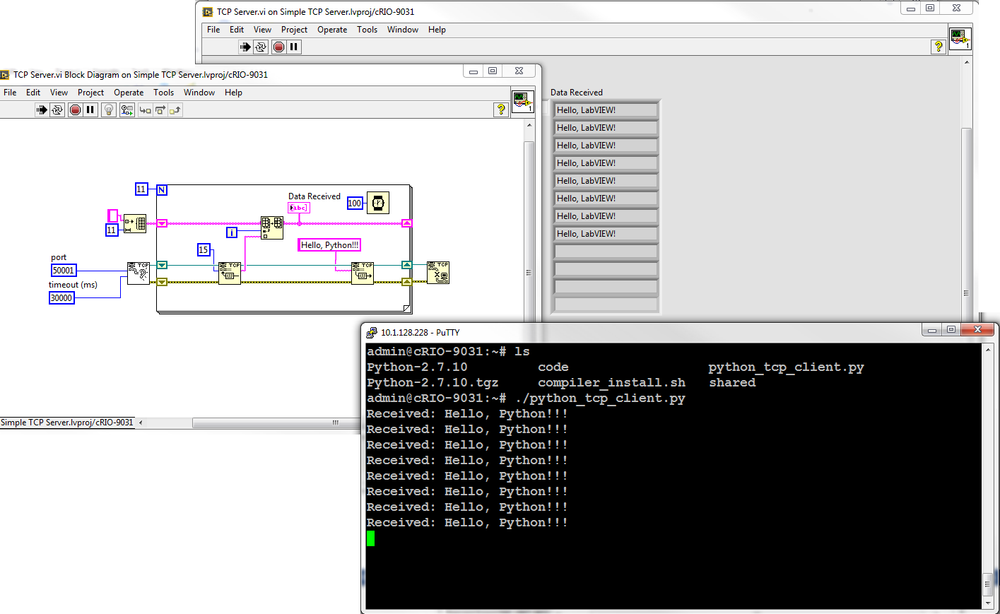 TCP Server.vi on Simple TCP Server.lvproj/cRIO-9031
File Edit View Project Operate Tools Window Help
?
1
TCP Server.vi Block Diagram on Simple TCP Server.lvproj/cRIO-9031
File Edit View Project Operate Tools Window Help
?
1
11
N
Data Received
abc
100
11
i
Hello, Python!!!
15
port
50001
TCP
TCP
TCP
TCP
timeout (ms)
30000
Simple TCP Server.lvproj/cRIO-9031
Data Received
Hello, LabVIEW!
Hello, LabVIEW!
Hello, LabVIEW!
Hello, LabVIEW!
Hello, LabVIEW!
Hello, LabVIEW!
Hello, LabVIEW!
Hello, LabVIEW!
10.1.128.228 - PuTTY
admin@cRIO-9031:~# ls
Python-2.7.10 code python_tcp_client.py
Python-2.7.10.tgz compiler_install.sh shared
admin@cRIO-9031:~# ./python_tcp_client.py
Received: Hello, Python!!!
Received: Hello, Python!!!
Received: Hello, Python!!!
Received: Hello, Python!!!
Received: Hello, Python!!!
Received: Hello, Python!!!
Received: Hello, Python!!!
Received: Hello, Python!!!